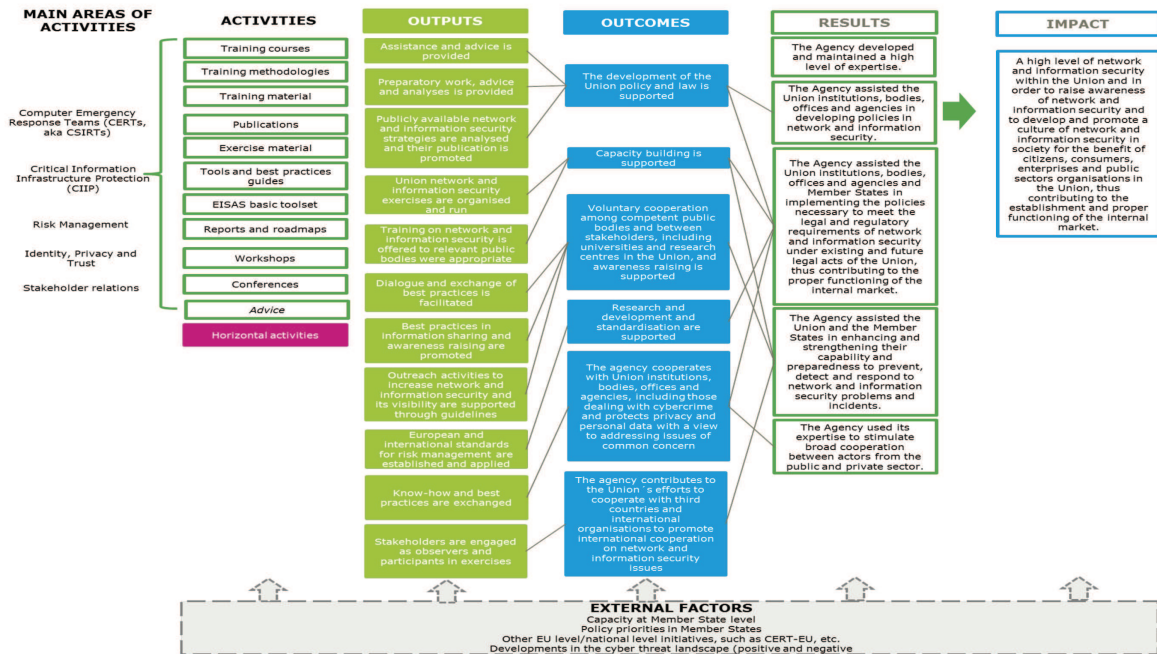 MAIN AREAS OF
ACTIVITIES
Computer Emergency
Response Teams (CERTs,
aka CSIRTs)
Critical Information
Infrastructure Protection
(CIIP)
Risk Management
Identity, Privacy and
Trust
Stakeholder relations
ACTIVITIES
Training courses
Training methodologies
Training material
Publications
Exercise material
Tools and best practices
guides
EISAS basic toolset
Reports and roadmaps
Workshops
Conferences
Advice
Horizontal activities
OUTPUTS
Assistance and advice is
provided
Preparatory work, advice
and analyses is provided
Publicly available network
and information security
strategies are analysed
and their publication is
promoted
Union network and
information security
exercises are organised
and run
Training on network and
information security is
offered to relevant public
bodies were appropriate
Dialogue and exchange of
best practices is
facilitated
Best practices in
information sharing and
awareness raising are
promoted
Outreach activities to
increase network and
information security and
its visibility are supported
through guidelines
European and
international standards
for risk management are
established and applied
Know-how and best
practices are exchanged
Stakeholders are engaged
as observers and
participants in exercises
OUTCOMES
The development of the
Union policy and law is
supported
Capacity building is
supported
Voluntary cooperation
among competent public
bodies and between
stakeholders, including
universities and research
centres in the Union, and
awareness raising is
supported
Research and
development and
standardisation are
supported
The agency cooperates
with Union institutions,
bodies, offices and
agencies, including those
dealing with cybercrime
and protects privacy and
personal data with a view
to addressing issues of
common concern
The agency contributes to
the Union´s efforts to
cooperate with third
countries and
international
organisations to promote
international cooperation
on network and
information security
issues
RESULTS
The Agency developed
and maintained a high
level of expertise.
The Agency assisted the
Union institutions, bodies,
offices and agencies in
developing policies in
network and information
security.
The Agency assisted the
Union institutions, bodies,
offices and agencies and
Member States in
implementing the policies
necessary to meet the
legal and regulatory
requirements of network
and information security
under existing and future
legal acts of the Union,
thus contributing to the
proper functioning of the
internal market.
The Agency assisted the
Union and the Member
States in enhancing and
strengthening their
capability and
preparedness to prevent,
detect and respond to
network and information
security problems and
incidents.
The Agency used its
expertise to stimulate
broad cooperation
between actors from the
public and private sector.
IMPACT
A high level of network
and information security
within the Union and in
order to raise awareness
of network and
information security and
to develop and promote a
culture of network and
information security in
society for the benefit of
citizens, consumers,
enterprises and public
sectors organisations in
the Union, thus
contributing to the
establishment and proper
functioning of the internal
market.
EXTERNAL FACTORS
Capacity at Member State level
Policy priorities in Member States
Other EU level/national level initiatives, such as CERT-EU, etc.
Developments in the cyber threat landscape (positive and negative